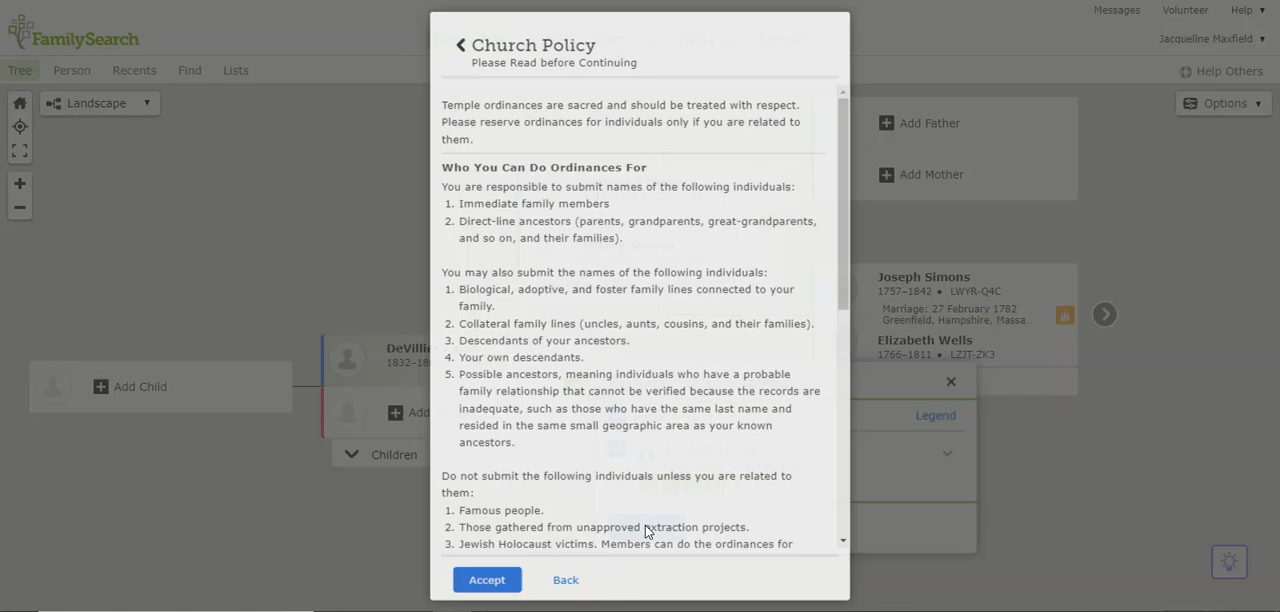 Messages Volunteer Help
FamilySearch
Jacqueline Maxfield
Tree Person Recents Find Lists
Help Others
Landscape
Options
Church Policy
Please Read before Continuing
Temple ordinances are sacred and should be treated with respect.
Please reserve ordinances for individuals only if you are related to
them.
Who You Can Do Ordinances For
You are responsible to submit names of the following individuals:
1. Immediate family members
2. Direct-line ancestors (parents, grandparents, great-grandparents,
and so on, and their families).
You may also submit the names of the following individuals:
1. Biological, adoptive, and foster family lines connected to your
family.
2. Collateral family lines (uncles, aunts, cousins, and their families).
3. Descendants of your ancestors.
4. Your own descendants.
5. Possible ancestors, meaning individuals who have a probable
family relationship that cannot be verified because the records are
inadequate, such as those who have the same last name and
resided in the same small geographic area as your known
ancestors.
Do not submit the following individuals unless you are related to
them:
1. Famous people.
2. Those gathered from unapproved extraction projects.
3. Jewish Holocaust victims. Members can do the ordinances for
Accept Back
Add Father
Add Mother
Joseph Simons
1757–1842 • LWYR-Q4C
Marriage: 27 February 1782
Greenfield, Hampshire, Massa...
Elizabeth Wells
1766–1811 • LZJT-ZK3
Legend
Add Child
DeVillie
1832–18
Add
Children